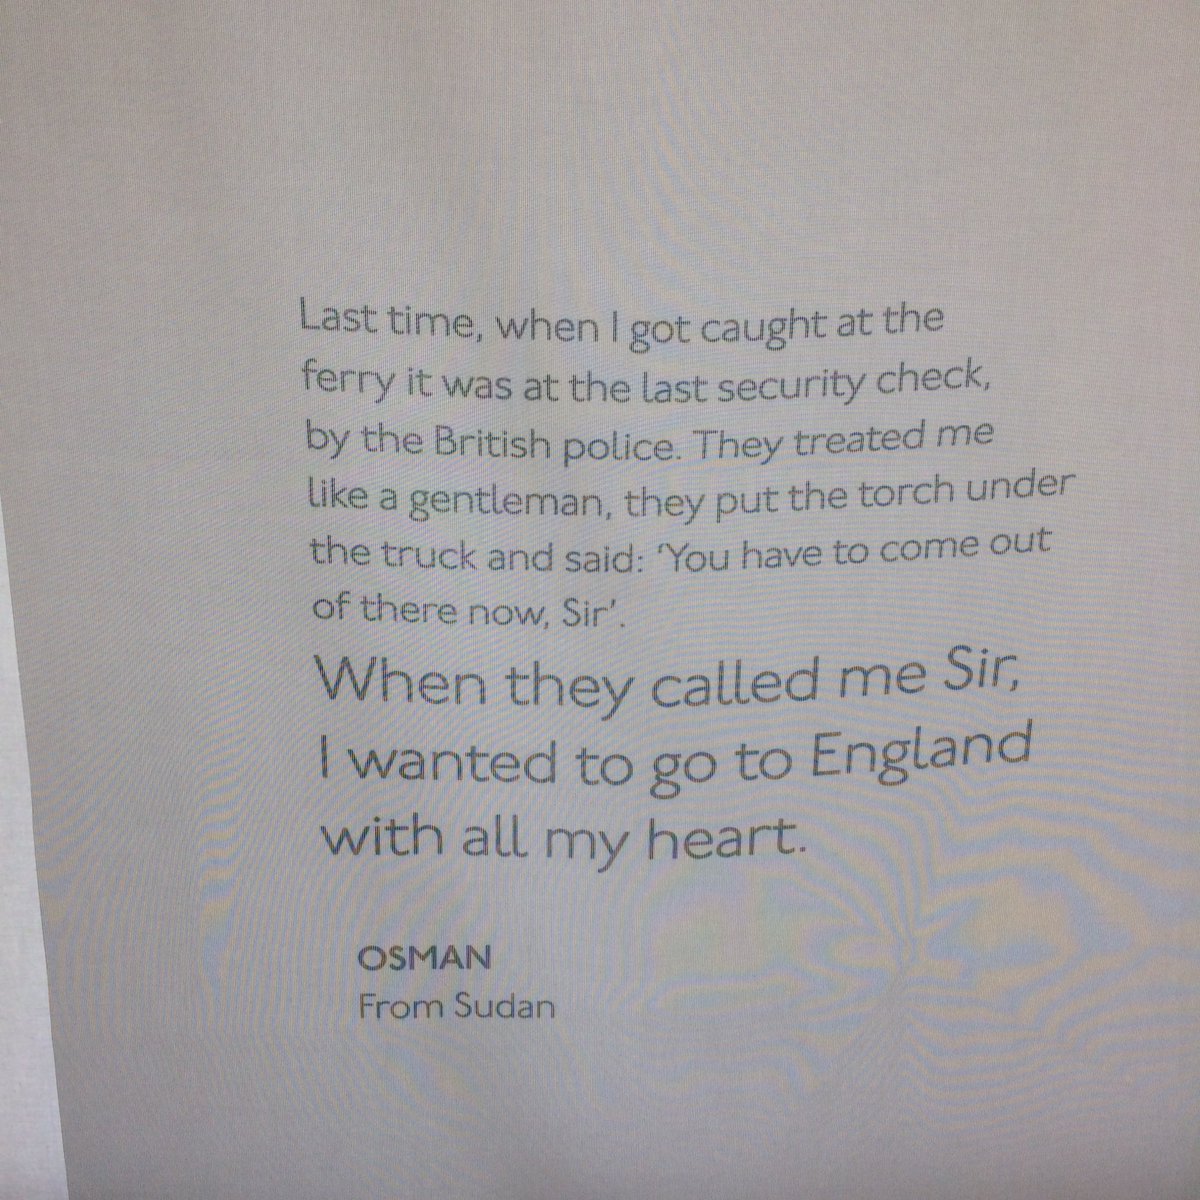 Last time, when I got caught at the
ferry it was at the last security check,
by the British police. They treated me
like a gentleman, they put the torch under
the truck and said: ‘You have to come out
of there now, Sir’.
When they called me Sir,
I wanted to go to England
with all my heart.
OSMAN
From Sudan